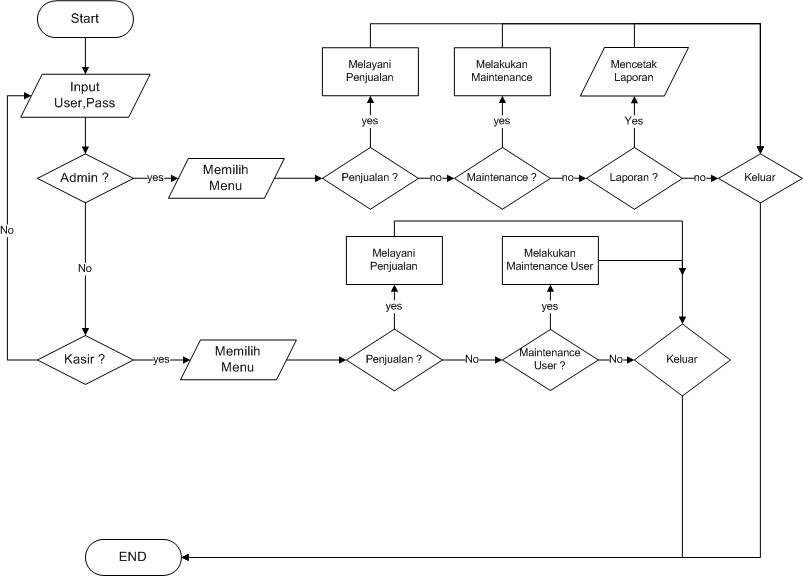 Start
Input
User,Pass
Admin ?
yes
Memilih
Menu
Penjualan ?
yes
Melayani
Penjualan
no
Maintenance ?
yes
Melakukan
Maintenance
no
Laporan ?
Yes
Mencetak
Laporan
no
Keluar
No
No
Kasir ?
yes
Memilih
Menu
Penjualan ?
yes
Melayani
Penjualan
No
Maintenance
User ?
yes
Melakukan
Maintenance User
No
Keluar
END